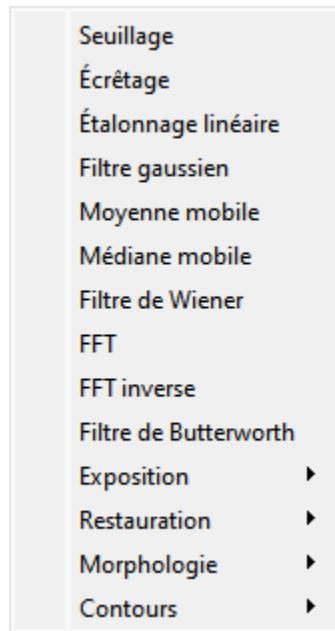 Seuillage
Écrêtage
Étalonnage linéaire
Filtre gaussien
Moyenne mobile
Médiane mobile
Filtre de Wiener
FFT
FFT inverse
Filtre de Butterworth
Exposition
Restauration
Morphologie
Contours